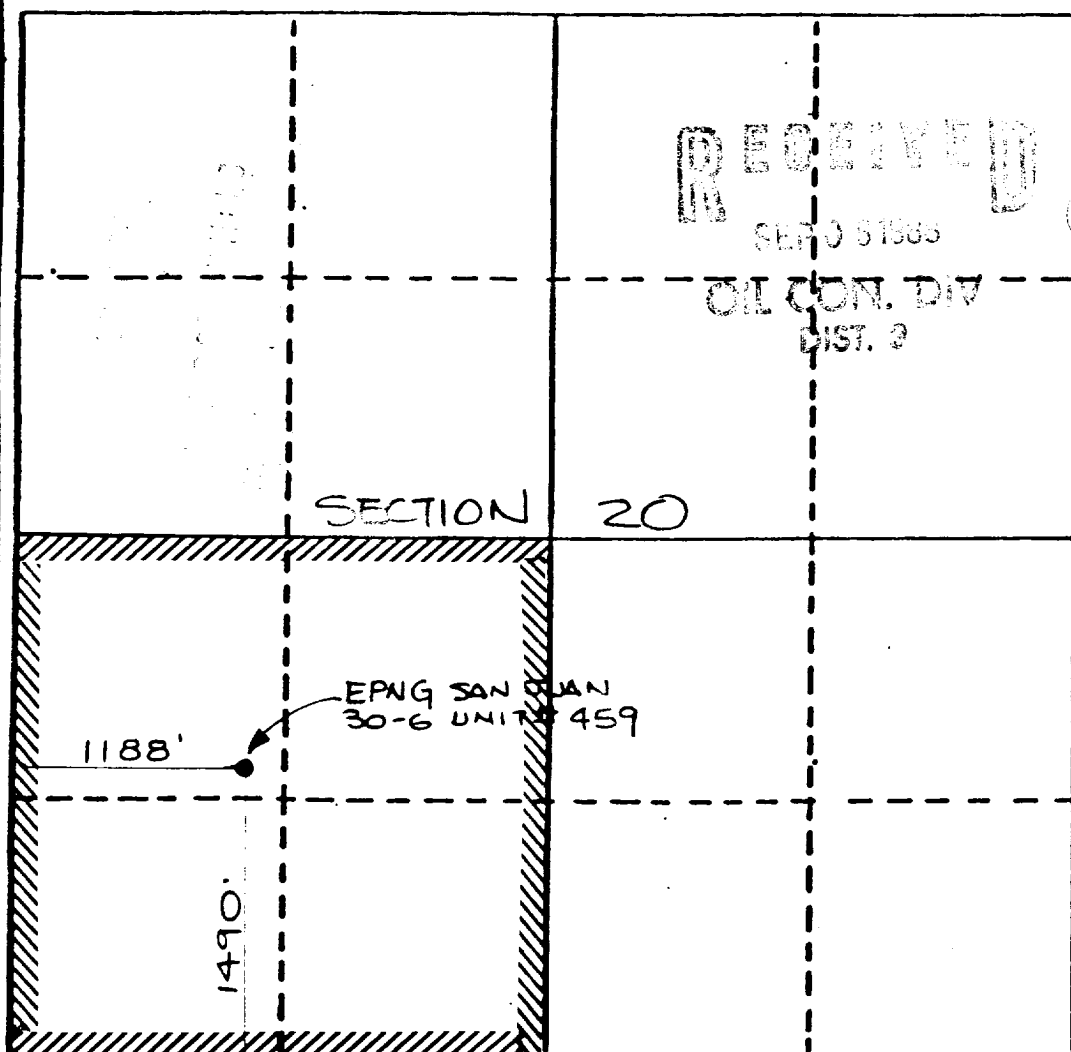 RECEIVED
OIL CON. DIV
DIST. 3
SECTION 20
EPNG SAN JUAN
30-6 UNIT # 459
1188'
1490'